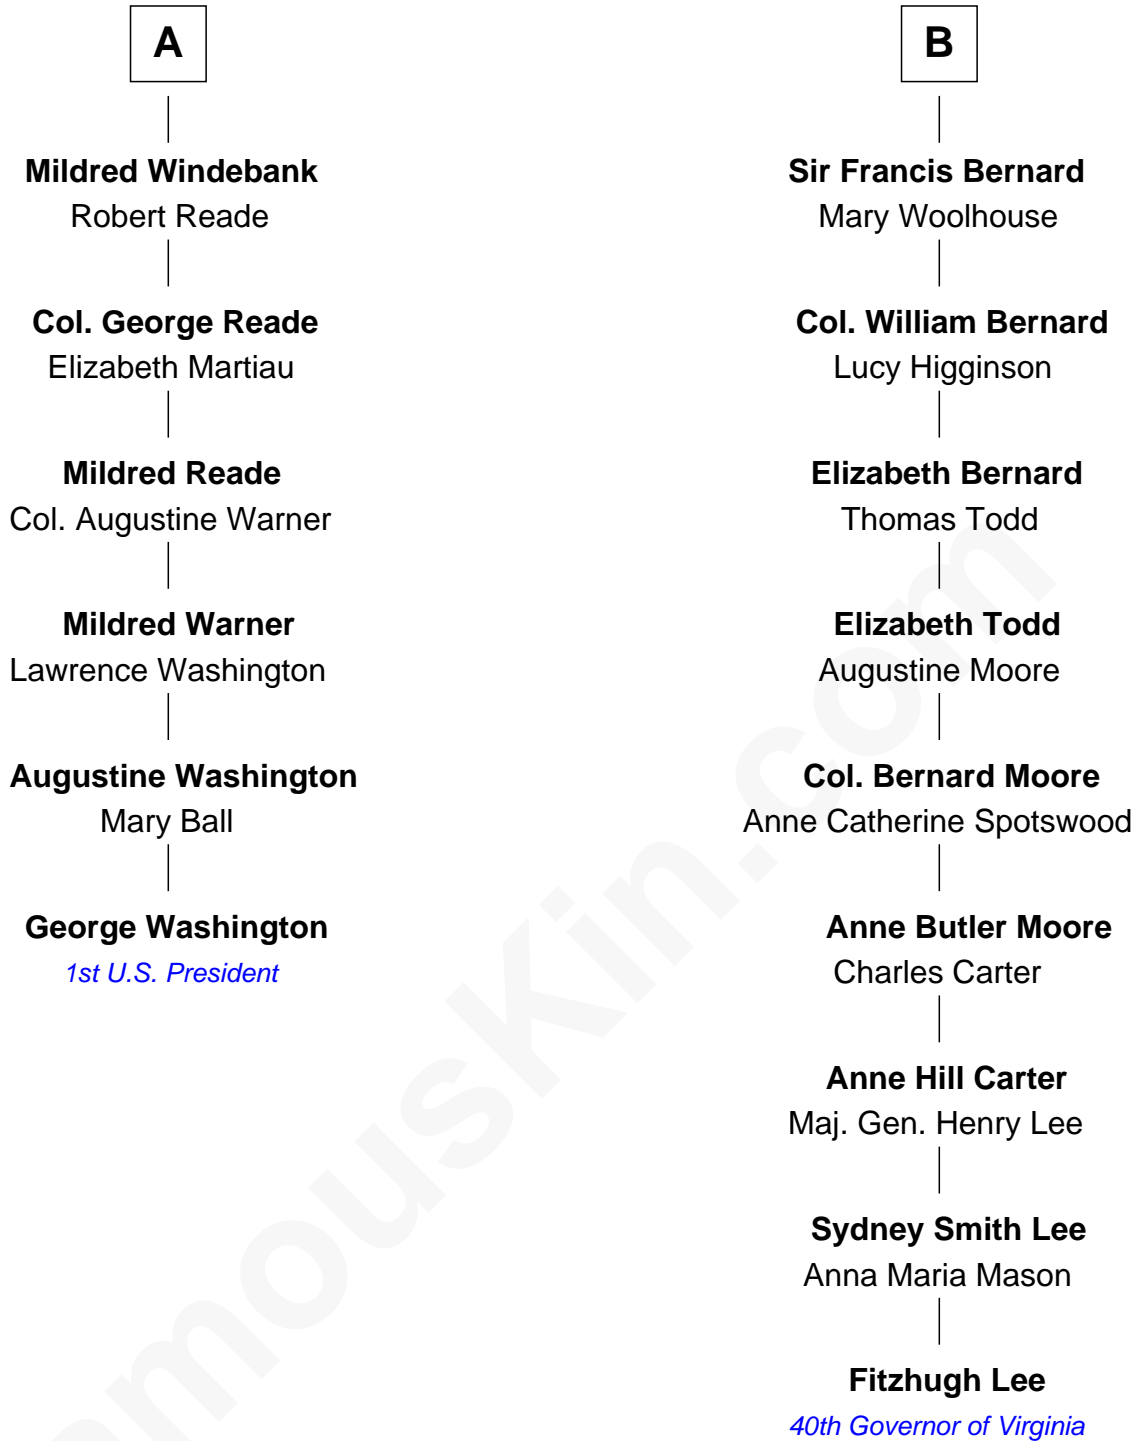 A
Mildred Windebank
Robert Reade
Col. George Reade
Elizabeth Martiau
Mildred Reade
Col. Augustine Warner
Mildred Warner
Lawrence Washington
Augustine Washington
Mary Ball
George Washington
1st U.S. President
B
Sir Francis Bernard
Mary Woolhouse
Col. William Bernard
Lucy Higginson
Elizabeth Bernard
Thomas Todd
Elizabeth Todd
Augustine Moore
Col. Bernard Moore
Anne Catherine Spotswood
Anne Butler Moore
Charles Carter
Anne Hill Carter
Maj. Gen. Henry Lee
Sydney Smith Lee
Anna Maria Mason
Fitzhugh Lee
40th Governor of Virginia
amousKin.com